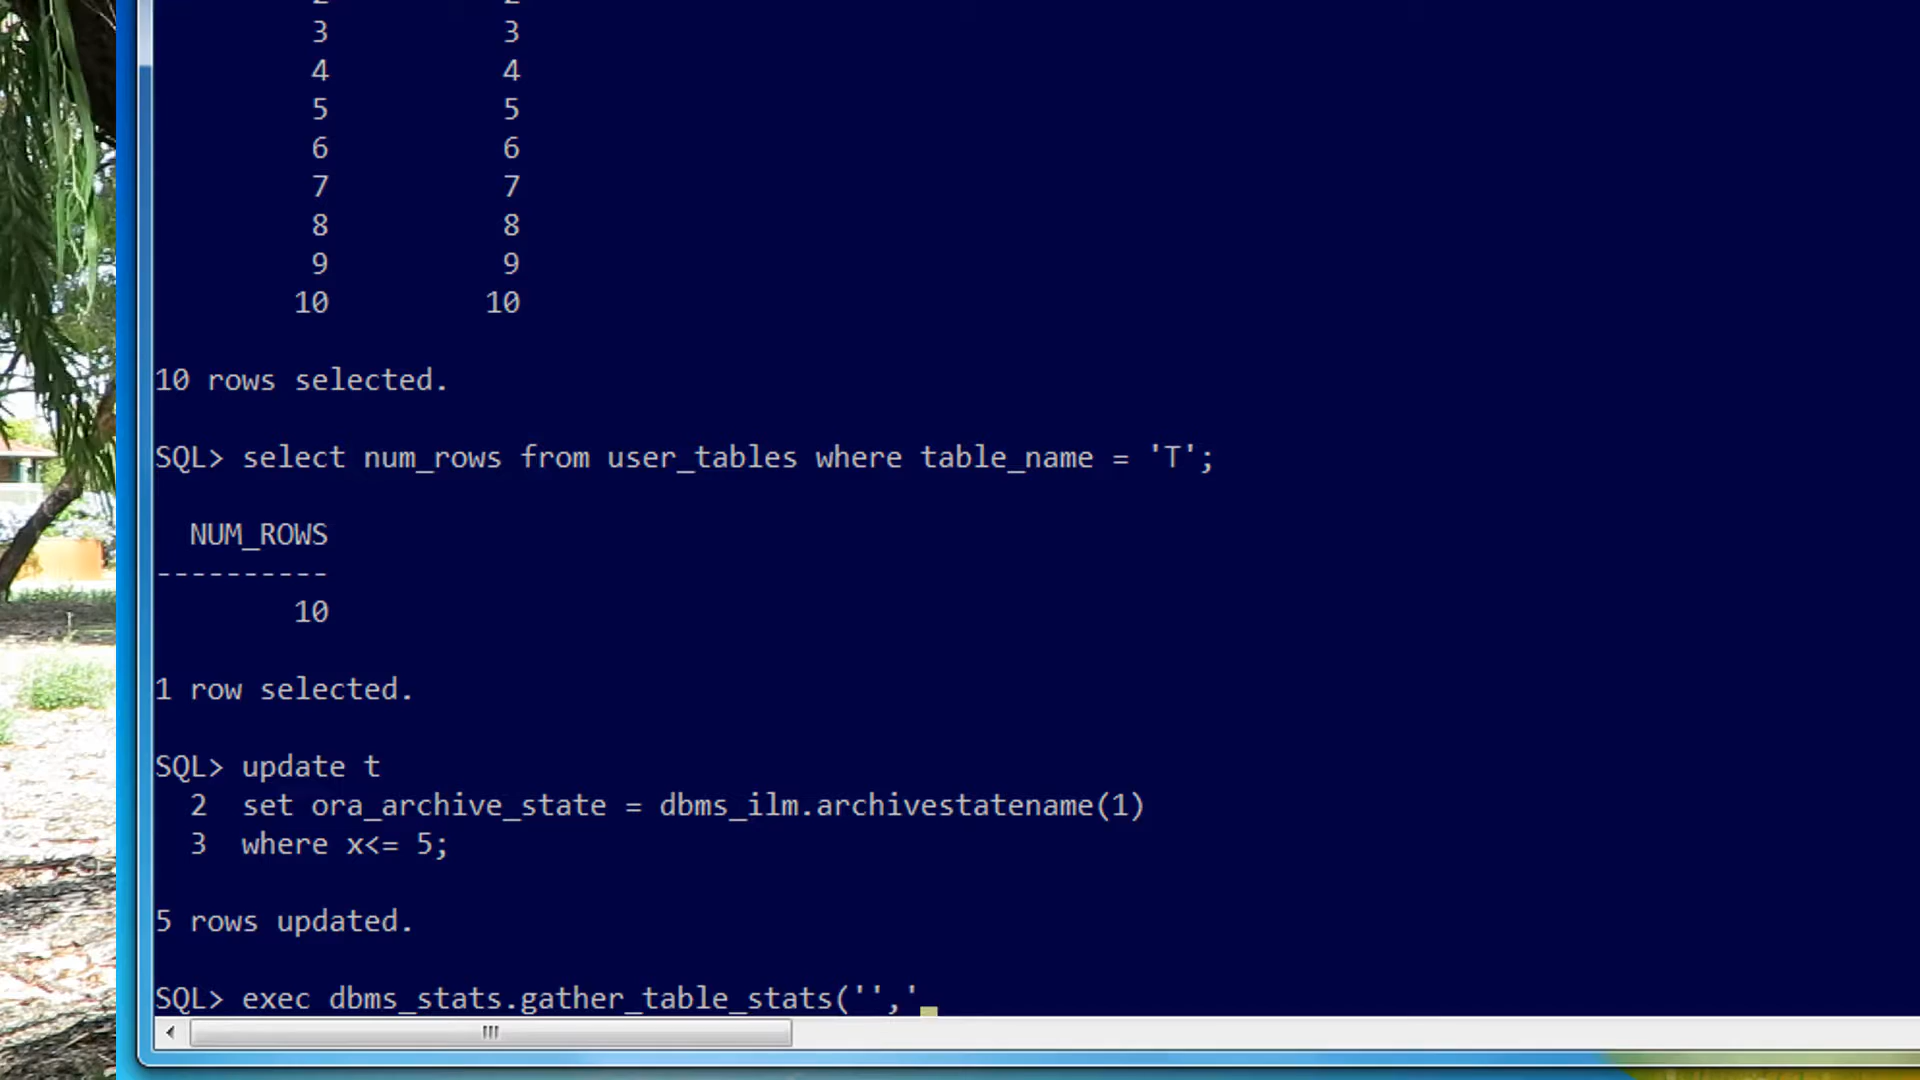 3 3
4 4
5 5
6 6
7 7
8 8
9 9
10 10
10 rows selected.
SQL> select num_rows from user_tables where table_name = 'T';
NUM_ROWS
----------
10
1 row selected.
SQL> update t
2 set ora_archive_state = dbms_ilm.archivestatename(1)
3 where x<= 5;
5 rows updated.
SQL> exec dbms_stats.gather_table_stats('','